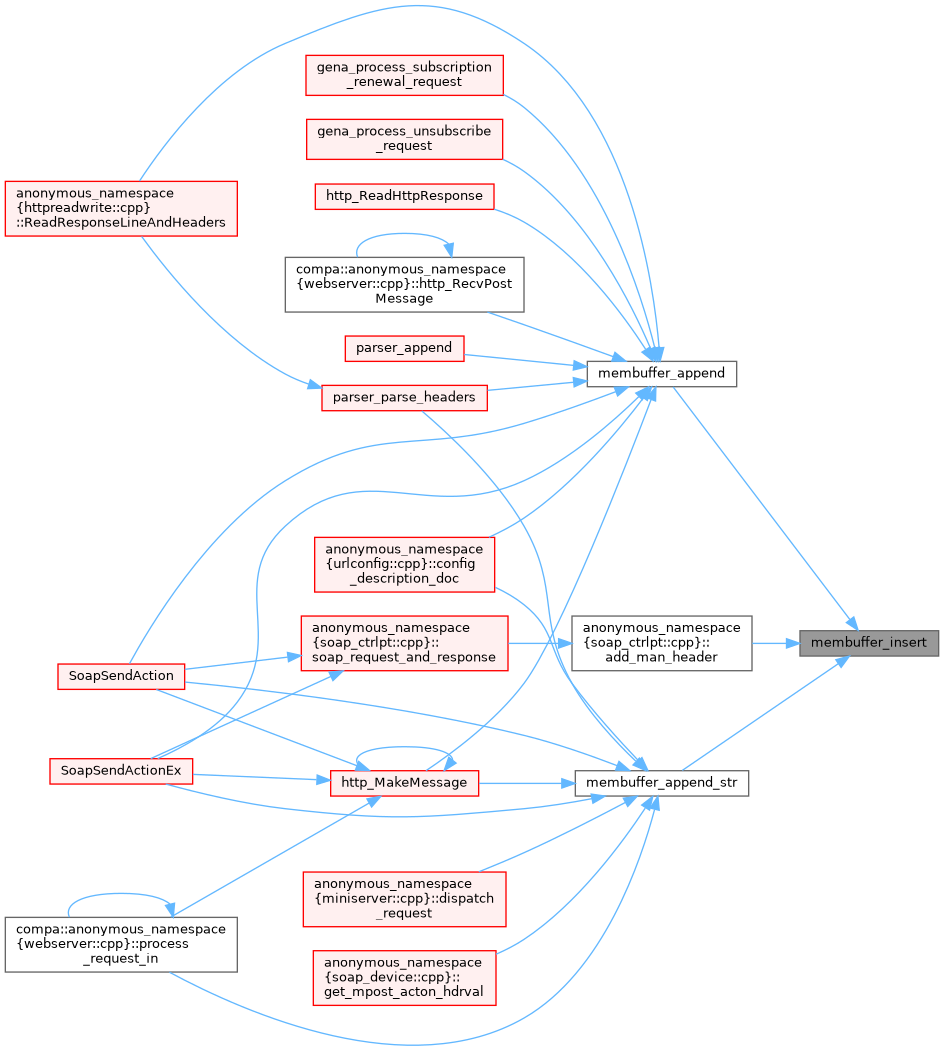 gena_process_subscription
_renewal_request
gena_process_unsubscribe
_request
anonymous_namespace
{httpreadwrite::cpp}
::ReadResponseLineAndHeaders
http_ReadHttpResponse
compa::anonymous_namespace
{webserver::cpp}::http_RecvPost
Message
parser_append
membuffer_append
parser_parse_headers
anonymous_namespace
{urlconfig::cpp}::config
_description_doc
anonymous_namespace
{soap_ctrlpt::cpp}::
soap_request_and_response
anonymous_namespace
{soap_ctrlpt::cpp}::
add_man_header
membuffer_insert
SoapSendAction
SoapSendActionEx
http_MakeMessage
membuffer_append_str
anonymous_namespace
{miniserver::cpp}::dispatch
_request
compa::anonymous_namespace
{webserver::cpp}::process
_request_in
anonymous_namespace
{soap_device::cpp}::
get_mpost_acton_hdrval